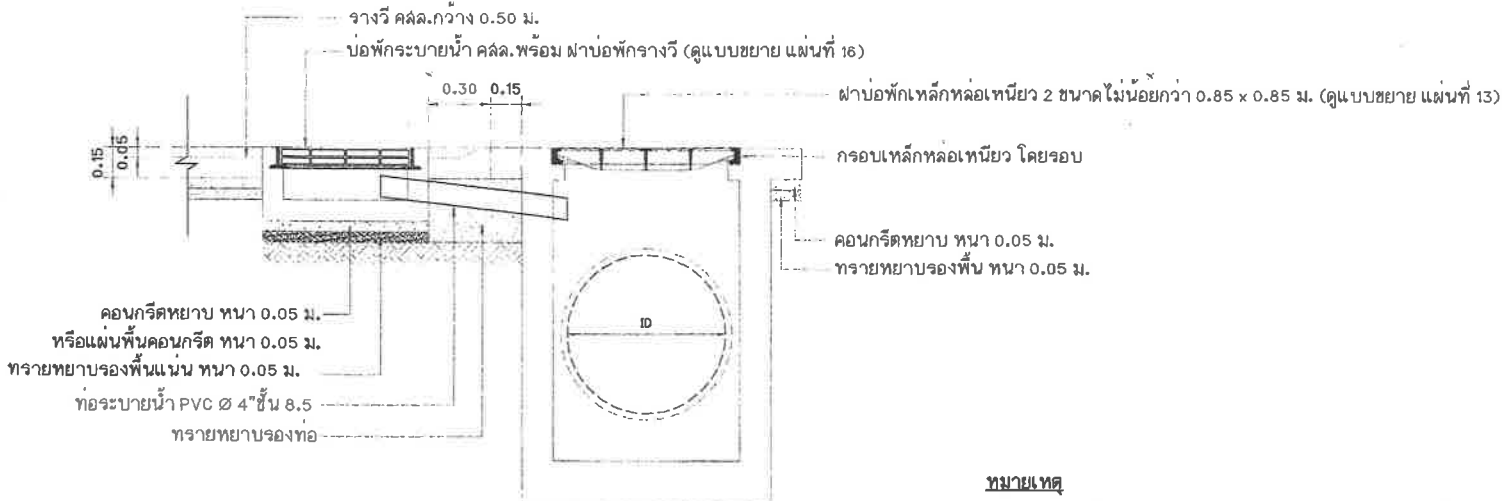 รางวี คสล.กว้าง 0.50 ม.
บ่อพักระบายน้ำ คสล.พร้อม ฝาบ่อพักรางวี (ดูแบบขยาย แผ่นที่ 16)
0.30 0.15
ฝาบ่อพักเหล็กหล่อเหนียว 2 ขนาดไม่น้อยกว่า 0.85 x 0.85 ม. (ดูแบบขยาย แผ่นที่ 13)
0.15
0.05
กรอบเหล็กหล่อเหนียว โดยรอบ
คอนกรีตหยาบ หนา 0.05 ม.
ทรายหยาบรองพื้น หนา 0.05 ม.
คอนกรีตหยาบ หนา 0.05 ม.
หรือแผ่นพื้นคอนกรีต หนา 0.05 ม.
ทรายหยาบรองพื้นแน่น หนา 0.05 ม.
ท่อระบายน้ำ PVC Ø 4"ชั้น 8.5
ทรายหยาบรองท่อ
ID
หมายเหตุ